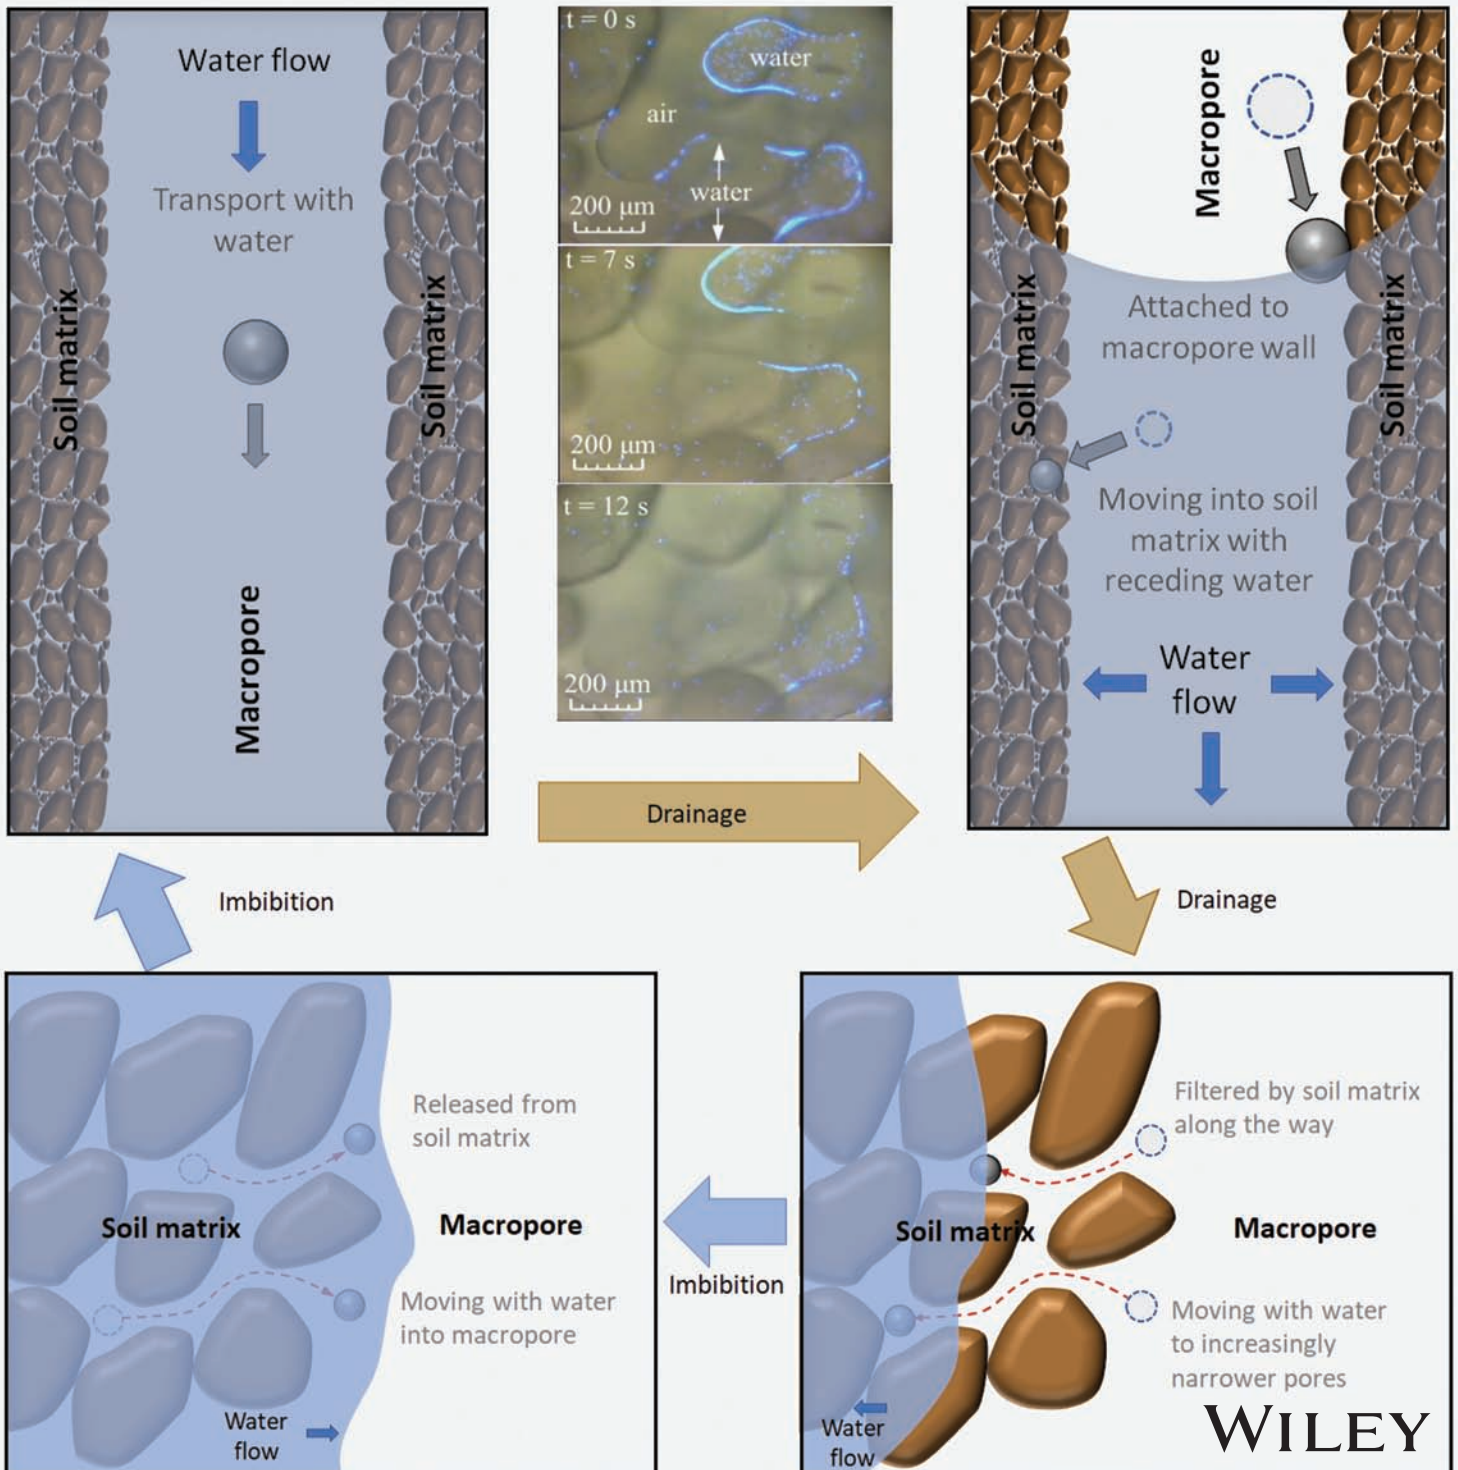 Water flow
Transport with
water
Soil matrix
Soil matrix
Macropore
t = 0 s
water
air
water
200 µm
t = 7 s
200 µm
t = 12 s
200 µm
Macropore
Soil matrix
Soil matrix
Attached to
macropore wall
Moving into soil
matrix with
receding water
Water
flow
Drainage
Imbibition
Drainage
Released from
soil matrix
Soil matrix
Macropore
Moving with water
into macropore
Water
flow
Imbibition
Filtered by soil matrix
along the way
Soil matrix
Macropore
Moving with water
to increasingly
narrower pores
Water
flow
WILEY